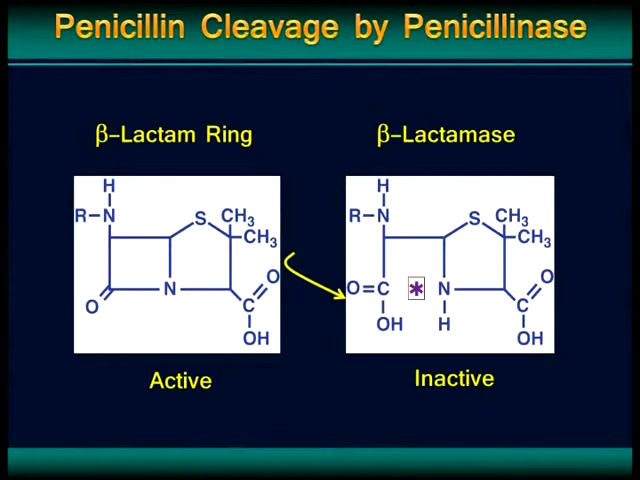 Penicillin Cleavage by Penicillinase
β-Lactam Ring
β-Lactamase
H
R-N
S
CH₃
CH₃
O
N
C
O
OH
H
R-N
S
CH₃
CH₃
O=C
*
N
C
O
OH
H
OH
Active
Inactive